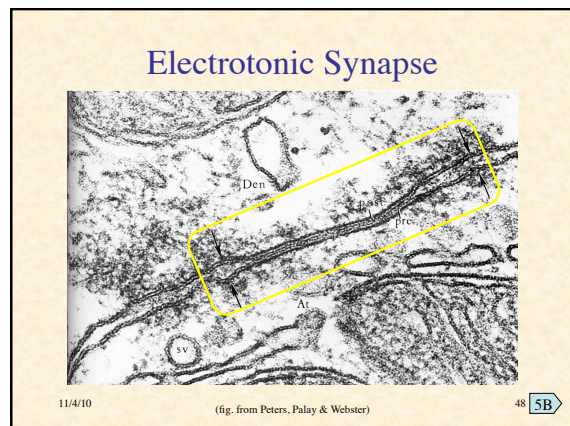 Electrotonic Synapse
Den
post
pre
At
sv
11/4/10
(fig. from Peters, Palay & Webster)
48
5B